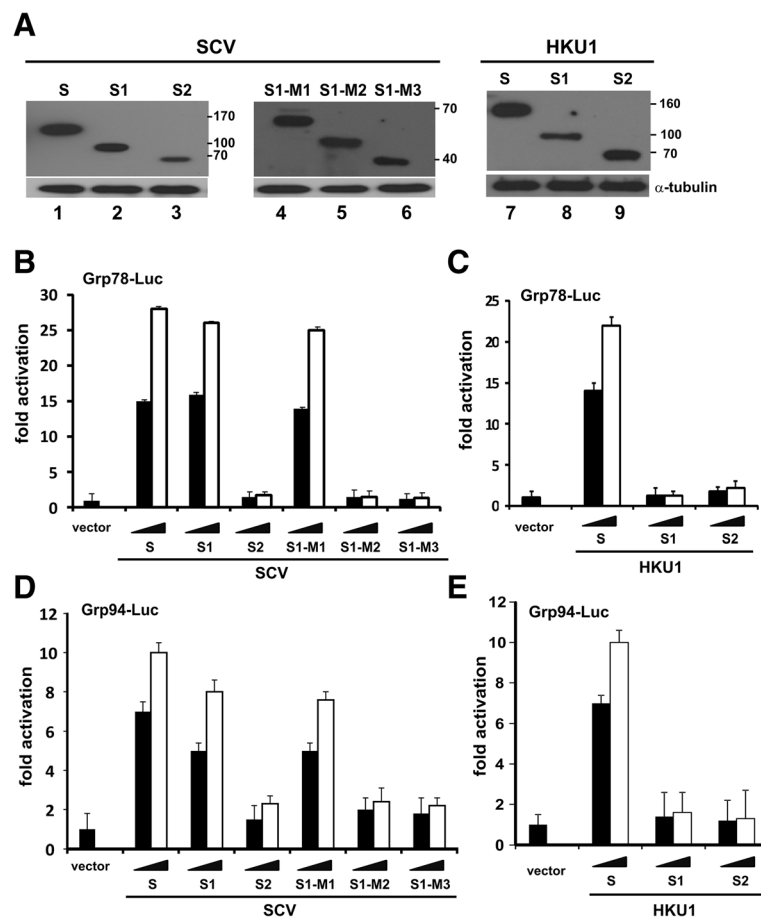 A
SCV
HKU1
S S1 S2
S1-M1 S1-M2 S1-M3
S S1 S2
170
100
70
70
40
160
100
70
α-tubulin
1 2 3 4 5 6 7 8 9
B
Grp78-Luc
fold activation
30
25
20
15
10
5
0
vector
S S1 S2 S1-M1 S1-M2 S1-M3
SCV
C
Grp78-Luc
fold activation
25
20
15
10
5
0
vector
S S1 S2
HKU1
D
Grp94-Luc
fold activation
12
10
8
6
4
2
0
vector
S S1 S2 S1-M1 S1-M2 S1-M3
SCV
E
Grp94-Luc
fold activation
12
10
8
6
4
2
0
vector
S S1 S2
HKU1